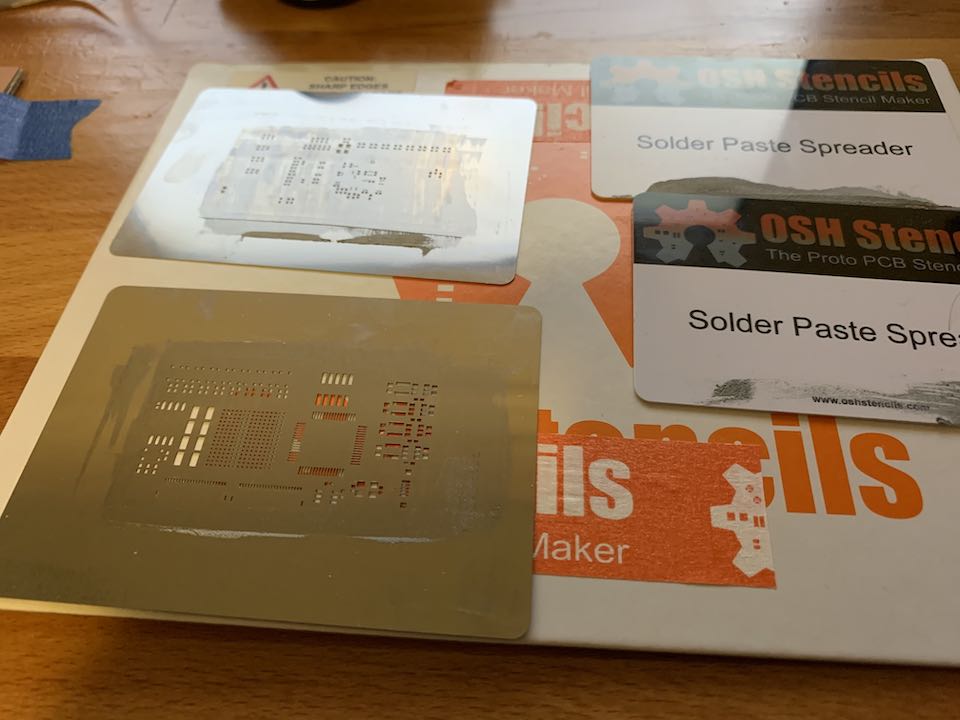 CAUTION:
SHARP EDGES
Maker
OSH Stencils
PCB Stencil Maker
Solder Paste Spreader
OSH Stenc
The Proto PCB Stenc
Solder Paste Spre
www.oshstencils.com
tencils
ils
Maker